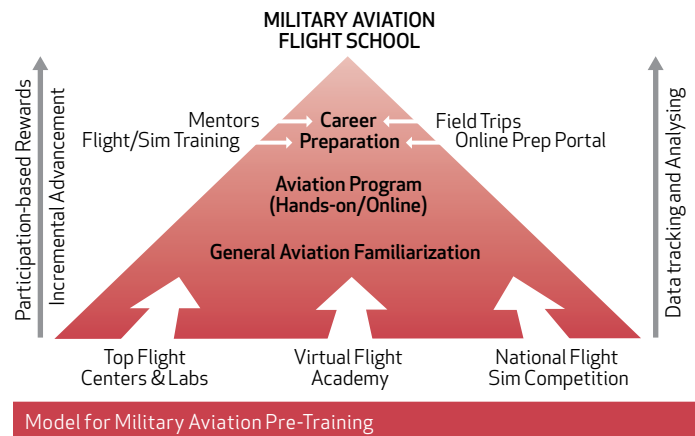 MILITARY AVIATION
FLIGHT SCHOOL
Participation-based Rewards
Incremental Advancement
Mentors
Flight/Sim Training
Career
Preparation
Field Trips
Online Prep Portal
Aviation Program
(Hands-on/Online)
General Aviation Familiarization
Data tracking and Analysing
Top Flight
Centers & Labs
Virtual Flight
Academy
National Flight
Sim Competition
Model for Military Aviation Pre-Training